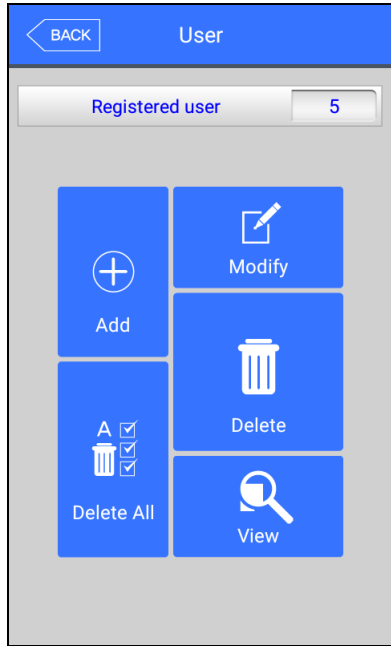 BACK
User
Registered user 5
Add
Modify
Delete
A
Delete All
View